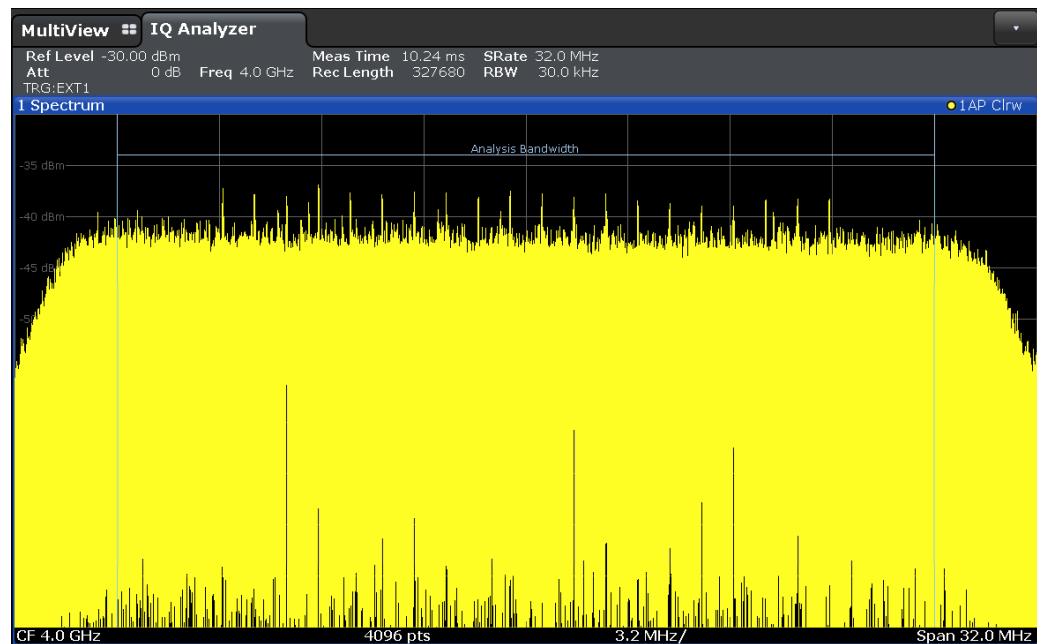 MultiView IQ Analyzer
Ref Level -30.00 dBm Meas Time 10.24 ms SRate 32.0 MHz
Att 0 dB Freq 4.0 GHz Rec Length 327680 RBW 30.0 kHz
TRG:EXT1
1 Spectrum 1AP Clrw
Analysis Bandwidth
-35 dBm
-40 dBm
-45 dB
CF 4.0 GHz 4096 pts 3.2 MHz/ Span 32.0 MHz